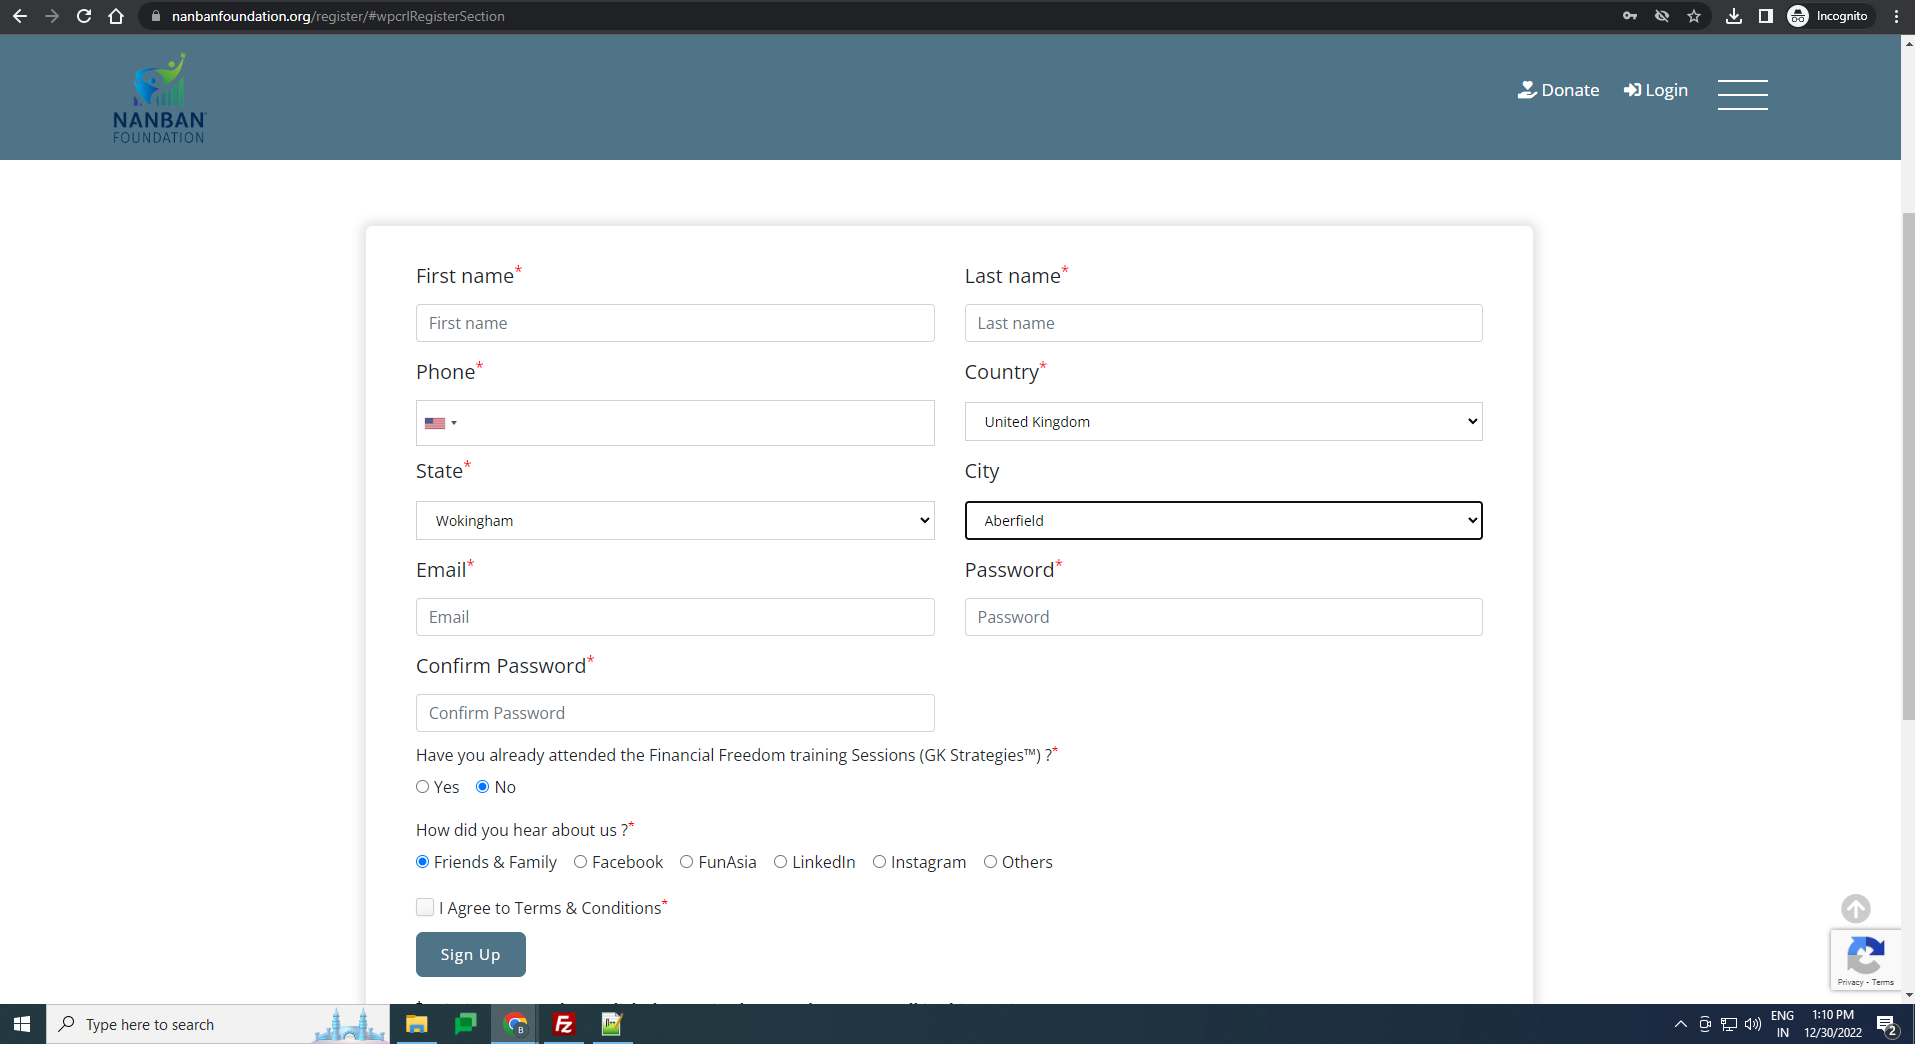 nanbanfoundation.org/register/#wpcrlRegisterSection
Incognito
NANBAN
FOUNDATION
Donate
Login
First name*
Last name*
First name
Last name
Phone*
Country*
United Kingdom
State*
City
Wokingham
Aberfield
Email*
Password*
Email
Password
Confirm Password*
Confirm Password
Have you already attended the Financial Freedom training Sessions (GK Strategies™) ?*
Yes
No
How did you hear about us ?*
Friends & Family
Facebook
FunAsia
LinkedIn
Instagram
Others
I Agree to Terms & Conditions*
Sign Up
Privacy - Terms
Type here to search
B
Fz
ENG
IN
1:10 PM
12/30/2022
2